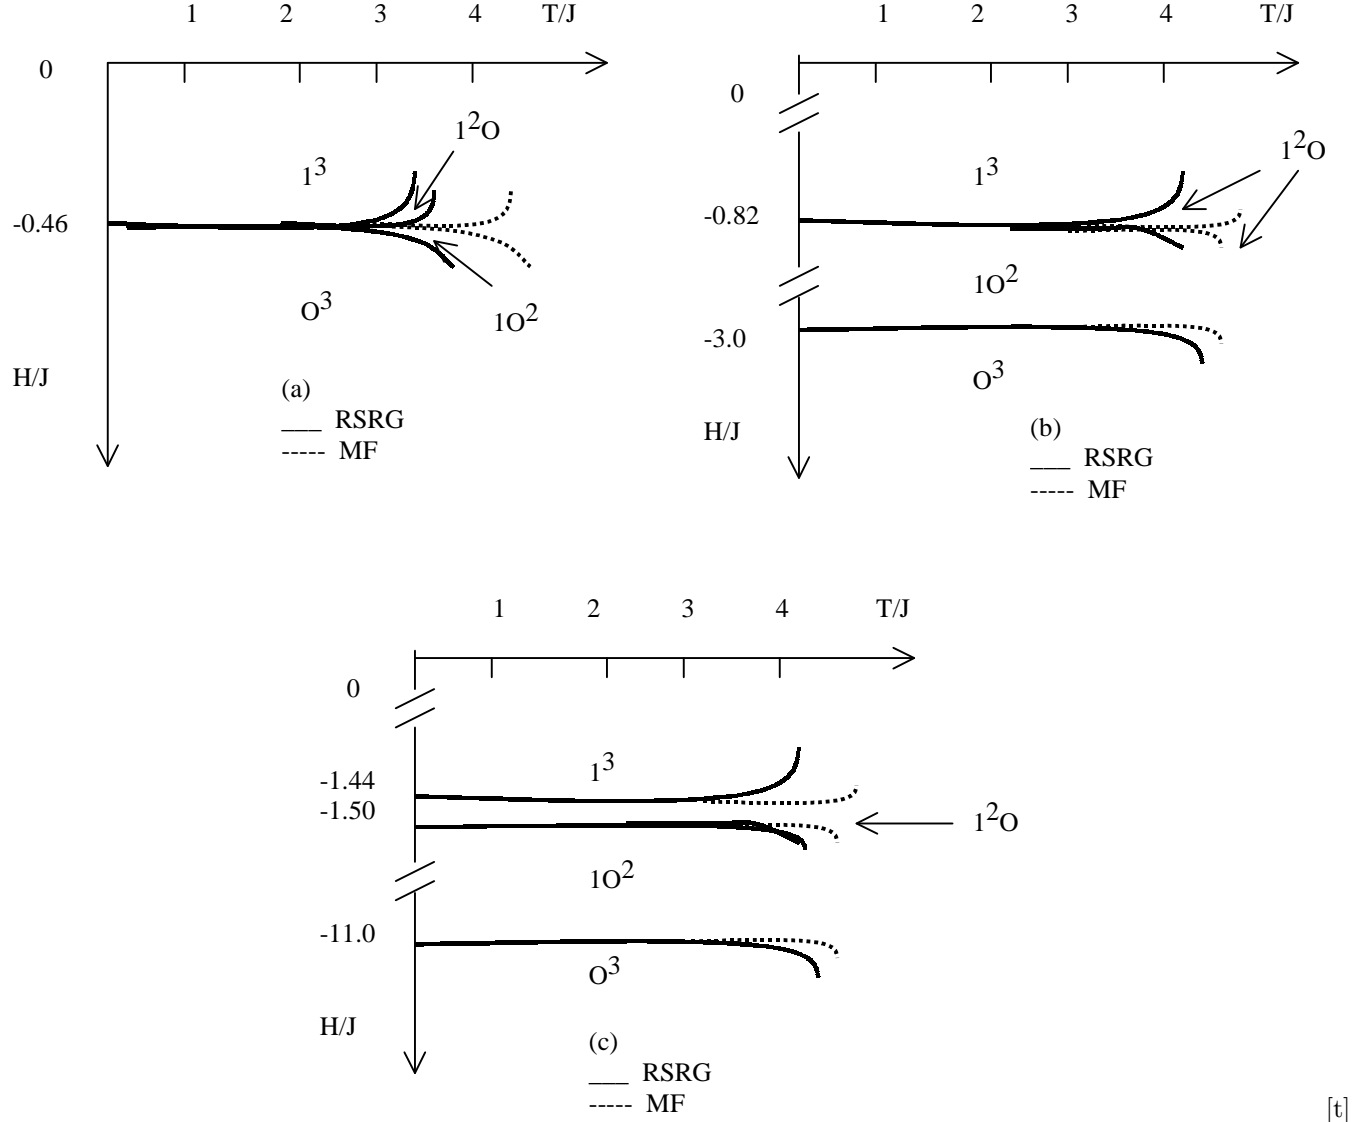 1 2 3 4 T/J
0
1²O
1³
-0.46
O³
1O²
H/J
(a)
___ RSRG
----- MF
1 2 3 4 T/J
0
1²O
1³
-0.82
1O²
-3.0
O³
H/J
(b)
___ RSRG
----- MF
1 2 3 4 T/J
0
1³
-1.44
-1.50
1²O
1O²
-11.0
O³
H/J
(c)
___ RSRG
----- MF
[t]